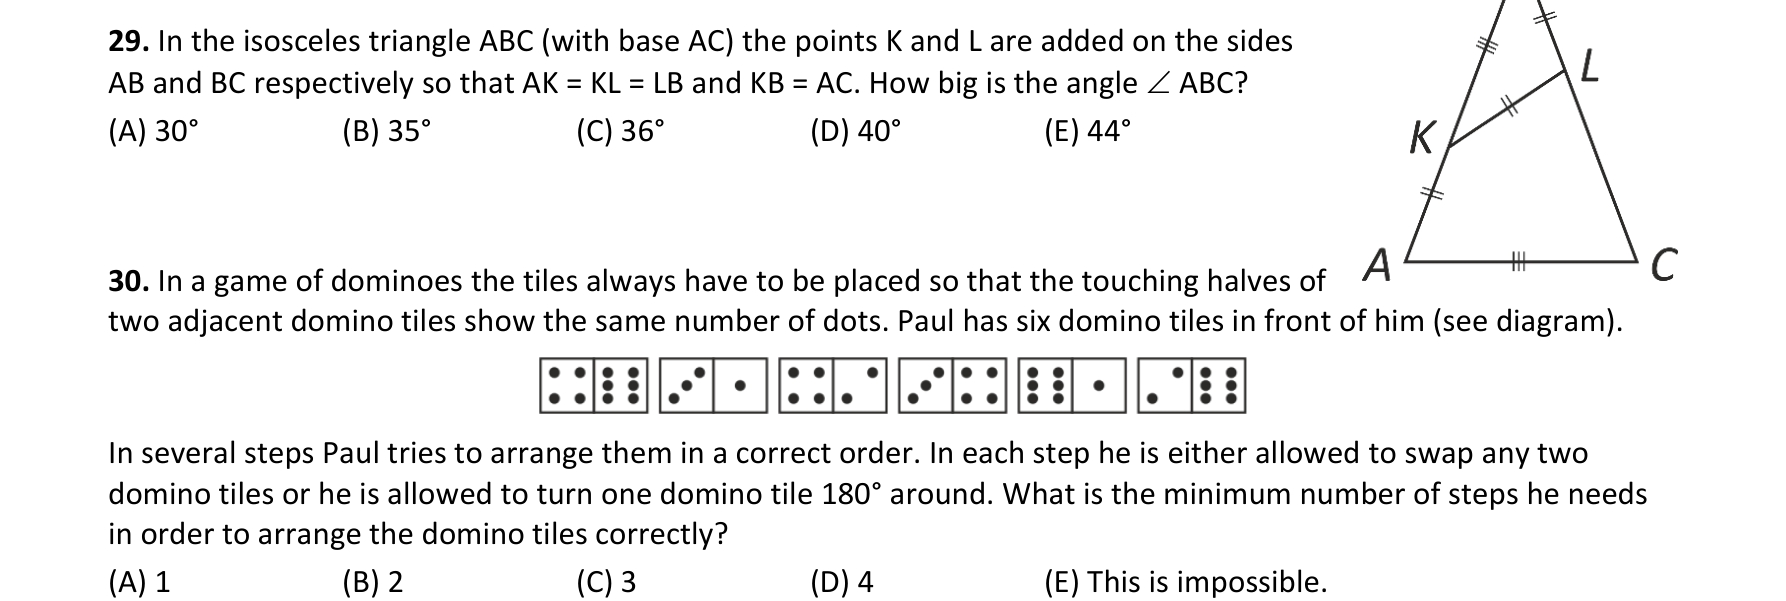 29. In the isosceles triangle ABC (with base AC) the points K and L are added on the sides
AB and BC respectively so that AK = KL = LB and KB = AC. How big is the angle ∠ ABC?
(A) 30° (B) 35° (C) 36° (D) 40° (E) 44°
L
K
A
C
30. In a game of dominoes the tiles always have to be placed so that the touching halves of
two adjacent domino tiles show the same number of dots. Paul has six domino tiles in front of him (see diagram).
In several steps Paul tries to arrange them in a correct order. In each step he is either allowed to swap any two
domino tiles or he is allowed to turn one domino tile 180° around. What is the minimum number of steps he needs
in order to arrange the domino tiles correctly?
(A) 1 (B) 2 (C) 3 (D) 4 (E) This is impossible.